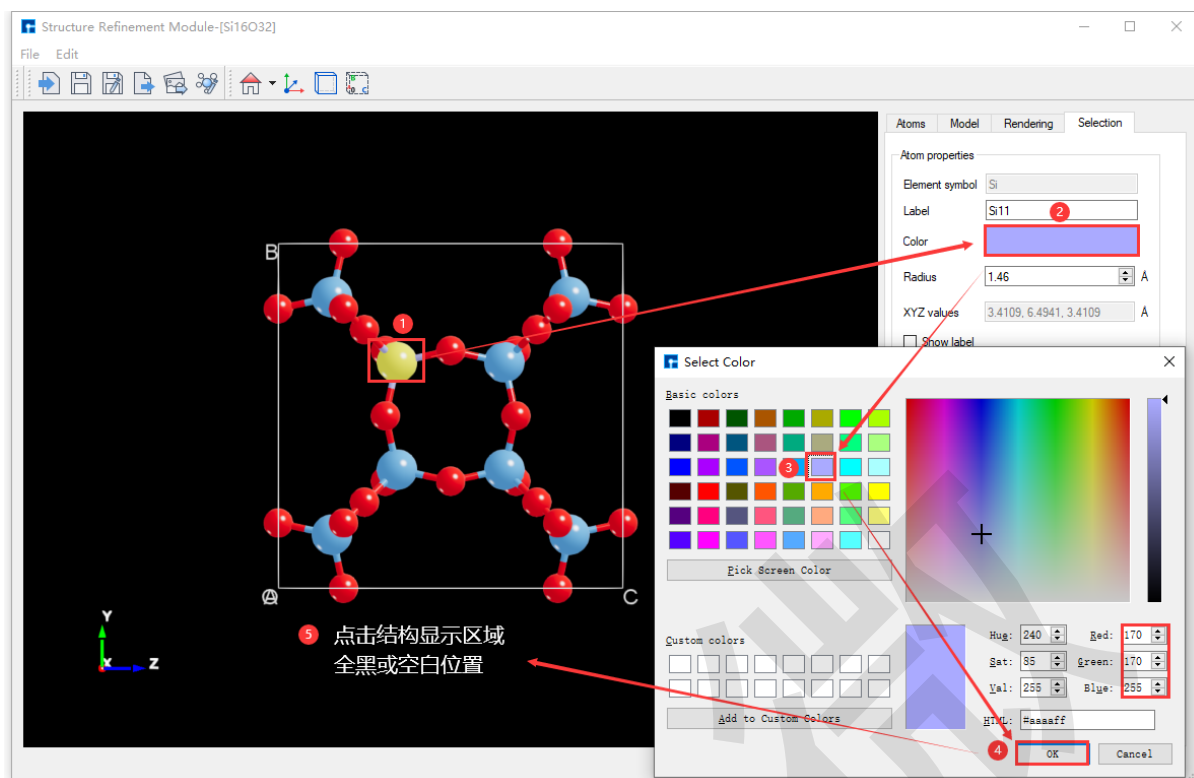 Structure Refinement Module-[Si16O32]
File Edit
Atoms Model Rendering Selection
Atom properties
Element symbol Si
Label Si11
2
Color
Radius 1.46 Å
XYZ values 3.4109, 6.4941, 3.4109 Å
Show label
B
1
A
C
Y
X
Z
5 点击结构显示区域
全黑或空白位置
Select Color
Basic colors
3
Pick Screen Color
Custom colors
Add to Custom Colors
Hue: 240 Red: 170
Sat: 85 Green: 170
Val: 255 Blue: 255
HTML: #aaaaff
4
OK Cancel